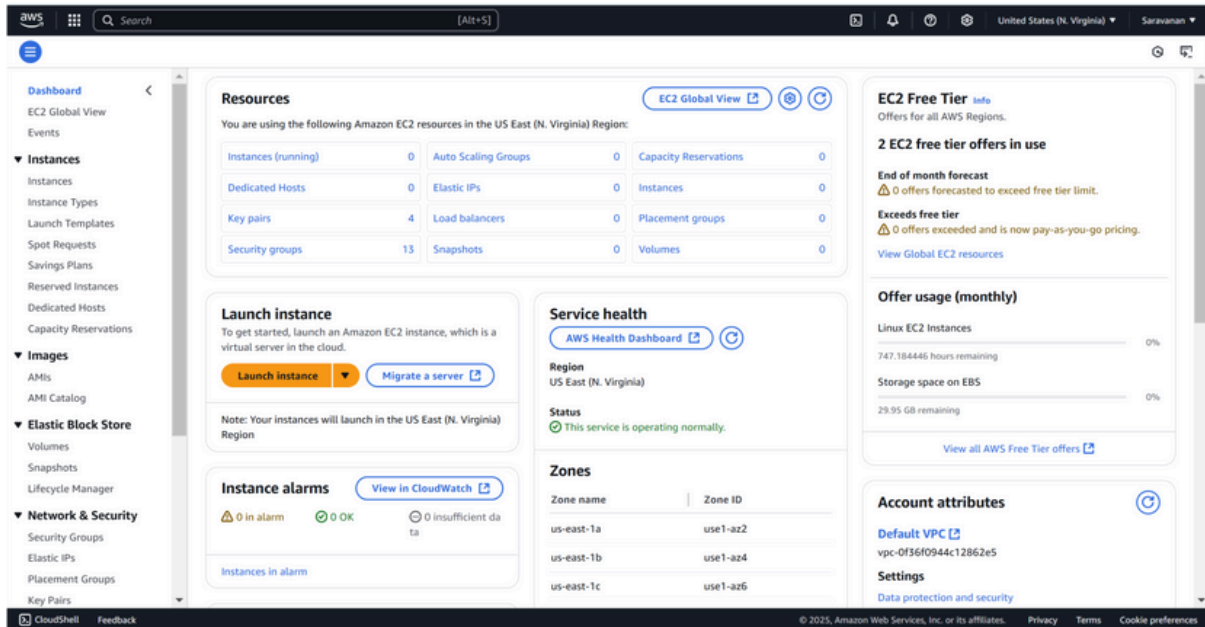 aws
Search [Alt+S]
United States (N. Virginia) ▼ Saravanan ▼
Dashboard
EC2 Global View
Events
▼ Instances
Instances
Instance Types
Launch Templates
Spot Requests
Savings Plans
Reserved Instances
Dedicated Hosts
Capacity Reservations
▼ Images
AMIs
AMI Catalog
▼ Elastic Block Store
Volumes
Snapshots
Lifecycle Manager
▼ Network & Security
Security Groups
Elastic IPs
Placement Groups
Key Pairs
Resources
EC2 Global View
You are using the following Amazon EC2 resources in the US East (N. Virginia) Region:
Instances (running) 0 Auto Scaling Groups 0 Capacity Reservations 0
Dedicated Hosts 0 Elastic IPs 0 Instances 0
Key pairs 4 Load balancers 0 Placement groups 0
Security groups 13 Snapshots 0 Volumes 0
Launch instance
To get started, launch an Amazon EC2 instance, which is a
virtual server in the cloud.
Launch instance ▼ Migrate a server
Note: Your instances will launch in the US East (N. Virginia)
Region
Instance alarms View in CloudWatch
0 in alarm 0 OK 0 insufficient da
ta
Instances in alarm
Service health
AWS Health Dashboard
Region
US East (N. Virginia)
Status
This service is operating normally.
Zones
Zone name Zone ID
us-east-1a use1-az2
us-east-1b use1-az4
us-east-1c use1-az6
EC2 Free Tier Info
Offers for all AWS Regions.
2 EC2 free tier offers in use
End of month forecast
0 offers forecasted to exceed free tier limit.
Exceeds free tier
0 offers exceeded and is now pay-as-you-go pricing.
View Global EC2 resources
Offer usage (monthly)
Linux EC2 Instances
0%
747.184446 hours remaining
Storage space on EBS
0%
29.95 GB remaining
View all AWS Free Tier offers
Account attributes
Default VPC
vpc-0f36f0944c12862e5
Settings
Data protection and security
CloudShell Feedback
© 2025, Amazon Web Services, Inc. or its affiliates. Privacy Terms Cookie preferences